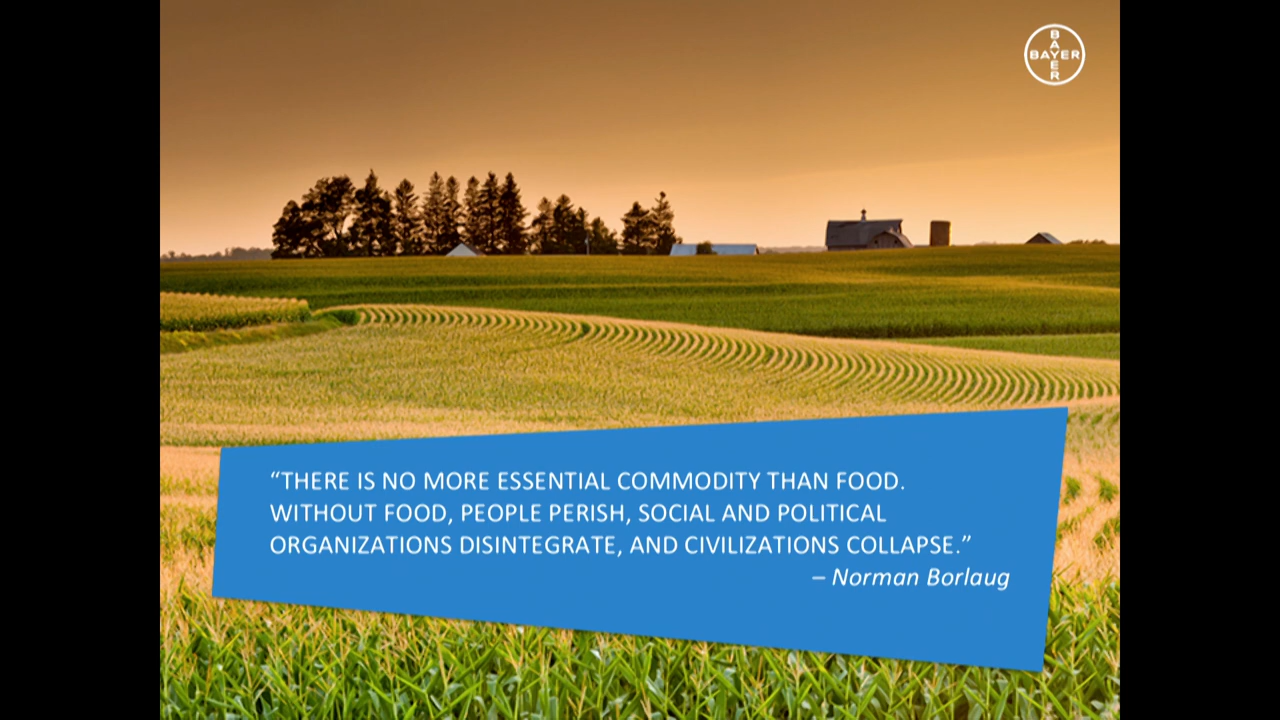 BAYER
BAYER
“THERE IS NO MORE ESSENTIAL COMMODITY THAN FOOD.
WITHOUT FOOD, PEOPLE PERISH, SOCIAL AND POLITICAL
ORGANIZATIONS DISINTEGRATE, AND CIVILIZATIONS COLLAPSE.”
– Norman Borlaug